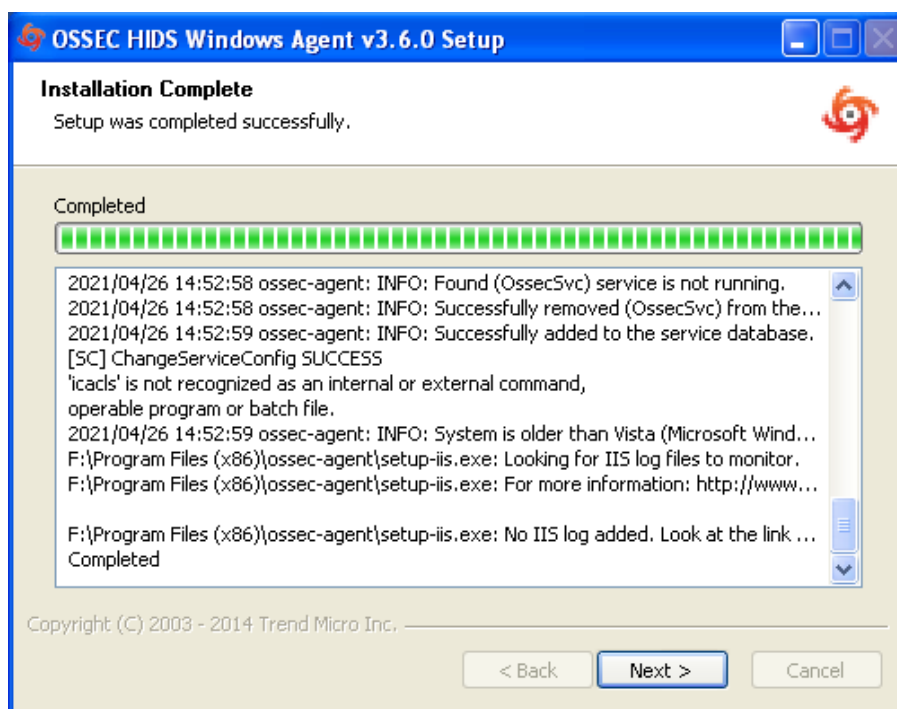 OSSEC HIDS Windows Agent v3.6.0 Setup
Installation Complete
Setup was completed successfully.
Completed
2021/04/26 14:52:58 ossec-agent: INFO: Found (OssecSvc) service is not running.
2021/04/26 14:52:58 ossec-agent: INFO: Successfully removed (OssecSvc) from the...
2021/04/26 14:52:59 ossec-agent: INFO: Successfully added to the service database.
[SC] ChangeServiceConfig SUCCESS
'icacls' is not recognized as an internal or external command,
operable program or batch file.
2021/04/26 14:52:59 ossec-agent: INFO: System is older than Vista (Microsoft Wind...
F:\Program Files (x86)\ossec-agent\setup-iis.exe: Looking for IIS log files to monitor.
F:\Program Files (x86)\ossec-agent\setup-iis.exe: For more information: http://www...
F:\Program Files (x86)\ossec-agent\setup-iis.exe: No IIS log added. Look at the link ...
Completed
Copyright (C) 2003 - 2014 Trend Micro Inc.
< Back Next > Cancel